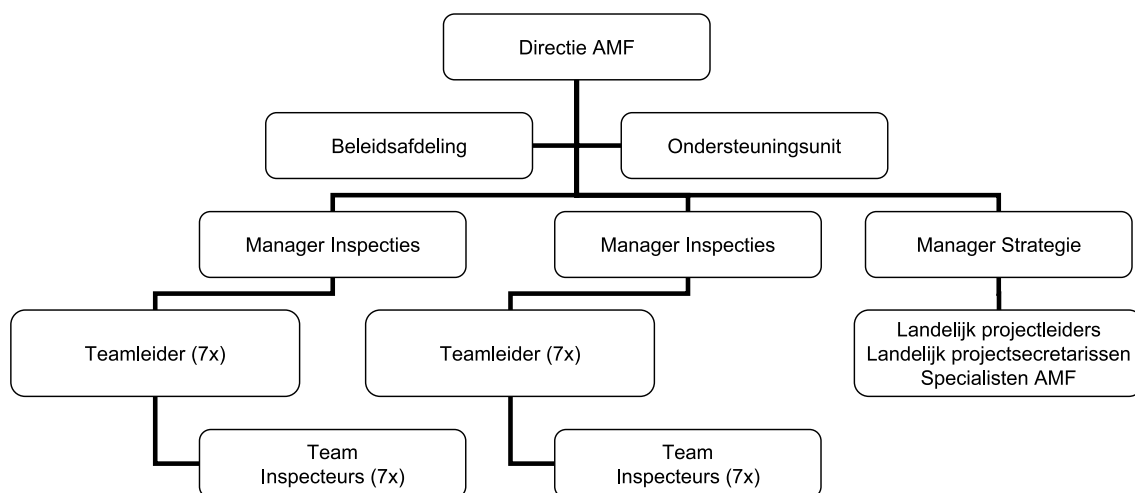 Directie AMF
Beleidsafdeling
Ondersteuningsunit
Manager Inspecties
Manager Inspecties
Manager Strategie
Teamleider (7x)
Teamleider (7x)
Landelijk projectleiders
Landelijk projectsecretarissen
Specialisten AMF
Team
Inspecteurs (7x)
Team
Inspecteurs (7x)